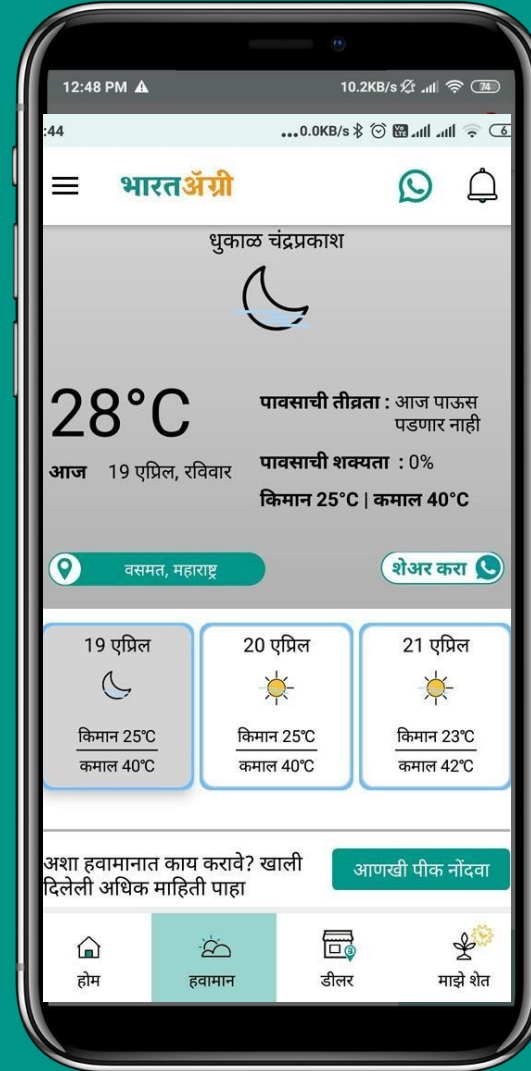 12:48 PM
10.2KB/s
74
:44
...0.0KB/s
Vo LTE
6
भारतॲग्री
धुकाळ चंद्रप्रकाश
28°C
पावसाची तीव्रता : आज पाऊस
पडणार नाही
आज 19 एप्रिल, रविवार
पावसाची शक्यता : 0%
किमान 25°C | कमाल 40°C
वसमत, महाराष्ट्र
शेअर करा
19 एप्रिल
20 एप्रिल
21 एप्रिल
किमान 25℃
किमान 25℃
किमान 23℃
कमाल 40℃
कमाल 40℃
कमाल 42℃
अशा हवामानात काय करावे? खाली
दिलेली अधिक माहिती पाहा
आणखी पीक नोंदवा
होम
हवामान
डीलर
माझे शेत